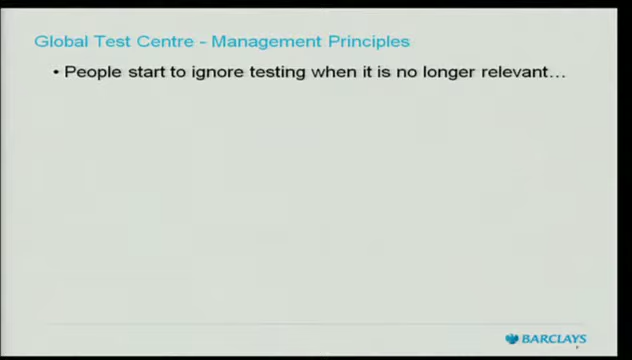 Global Test Centre - Management Principles
• People start to ignore testing when it is no longer relevant…
BARCLAYS